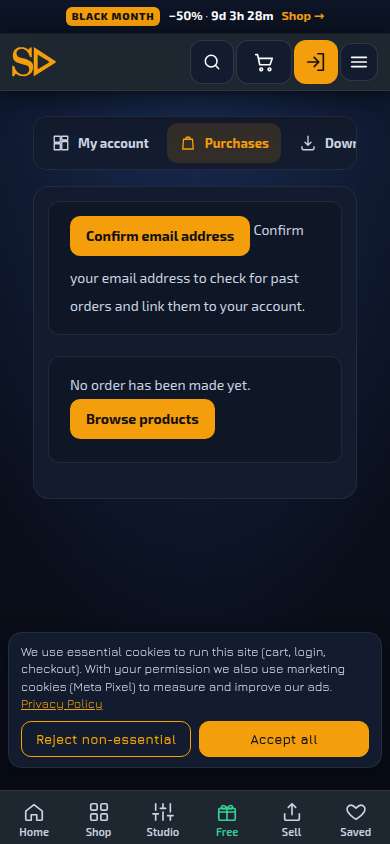 BLACK MONTH −50% · 9d 3h 28m Shop →
S
My account Purchases Down
Confirm email address Confirm
your email address to check for past
orders and link them to your account.
No order has been made yet.
Browse products
We use essential cookies to run this site (cart, login,
checkout). With your permission we also use marketing
cookies (Meta Pixel) to measure and improve our ads.
Privacy Policy
Reject non-essential Accept all
Home Shop Studio Free Sell Saved